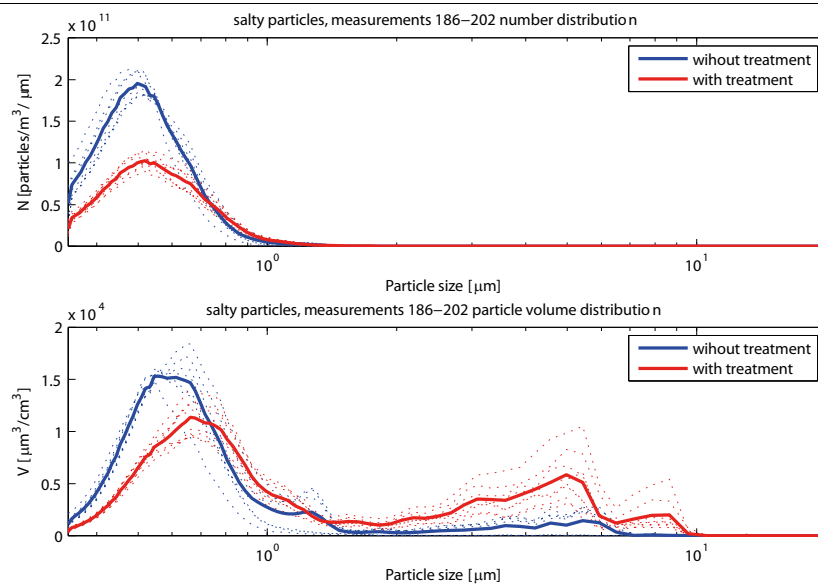 salty particles, measurements 186−202 number distribution
x 10^11
2.5
2
1.5
1
0.5
0
N [particles/m^3/ μm]
wihout treatment
with treatment
10^0
10^1
Particle size [μm]
salty particles, measurements 186−202 particle volume distribution
x 10^4
2
1.5
1
0.5
0
V [μm^3/cm^3]
wihout treatment
with treatment
10^0
10^1
Particle size [μm]